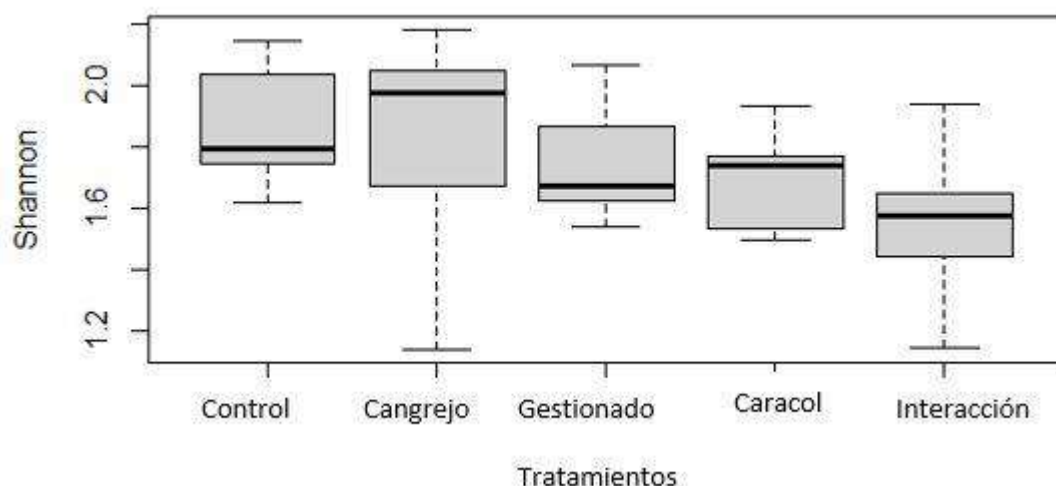 Shannon
2.0
1.6
1.2
Control Cangrejo Gestionado Caracol Interacción
Tratamientos